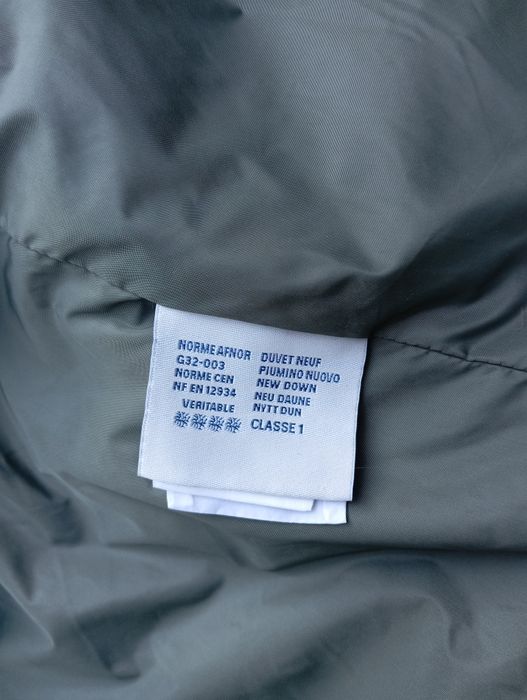 NORME AFNOR
G32-003
NORME CEN
NF EN 12934
VERITABLE
DUVET NEUF
PIUMINO NUOVO
NEW DOWN
NEU DAUNE
NYTT DUN
CLASSE 1